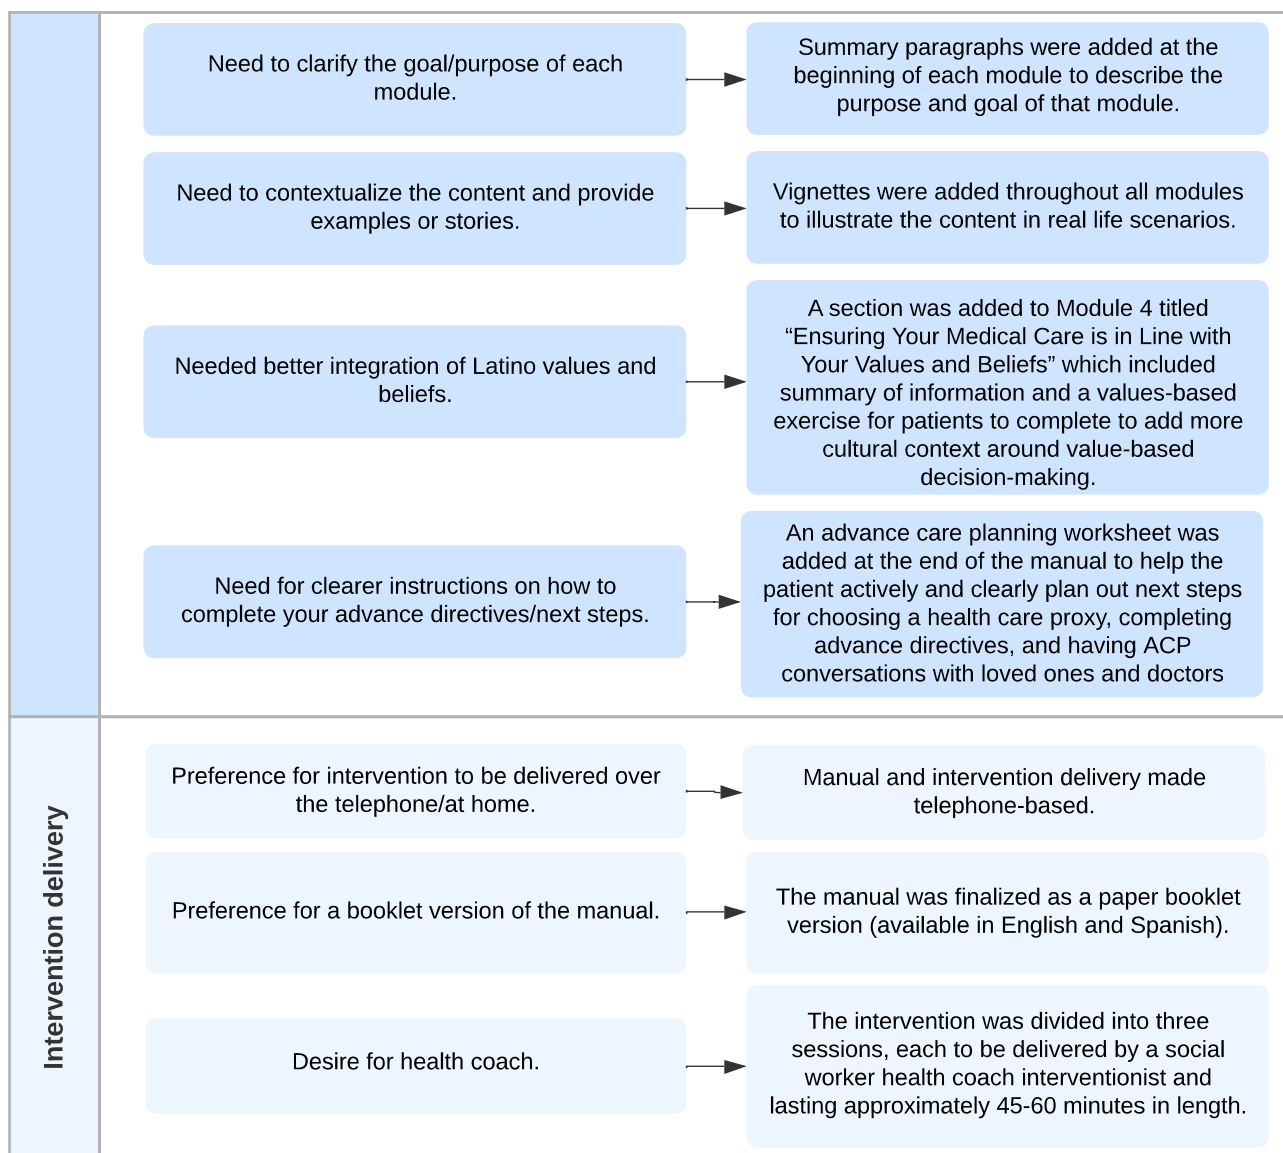 Need to clarify the goal/purpose of each
module.
Summary paragraphs were added at the
beginning of each module to describe the
purpose and goal of that module.
Need to contextualize the content and provide
examples or stories.
Vignettes were added throughout all modules
to illustrate the content in real life scenarios.
Needed better integration of Latino values and
beliefs.
A section was added to Module 4 titled
“Ensuring Your Medical Care is in Line with
Your Values and Beliefs” which included
summary of information and a values-based
exercise for patients to complete to add more
cultural context around value-based
decision-making.
Need for clearer instructions on how to
complete your advance directives/next steps.
An advance care planning worksheet was
added at the end of the manual to help the
patient actively and clearly plan out next steps
for choosing a health care proxy, completing
advance directives, and having ACP
conversations with loved ones and doctors
Intervention delivery
Preference for intervention to be delivered over
the telephone/at home.
Manual and intervention delivery made
telephone-based.
Preference for a booklet version of the manual.
The manual was finalized as a paper booklet
version (available in English and Spanish).
Desire for health coach.
The intervention was divided into three
sessions, each to be delivered by a social
worker health coach interventionist and
lasting approximately 45-60 minutes in length.